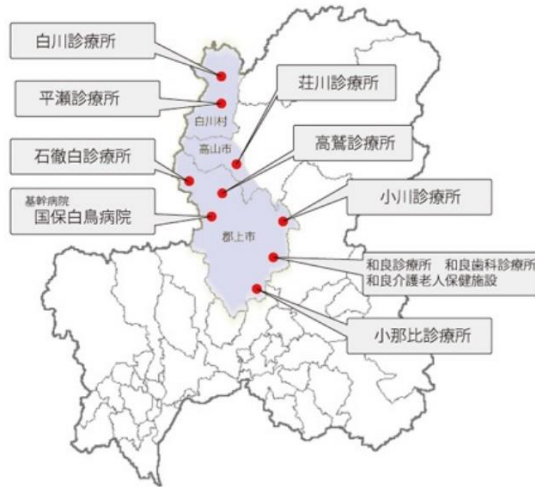 白川診療所
平瀬診療所
荘川診療所
白川村
高山市
高鷲診療所
石徹白診療所
基幹病院
国保白鳥病院
小川診療所
郡上市
和良診療所　和良歯科診療所
和良介護老人保健施設
小那比診療所